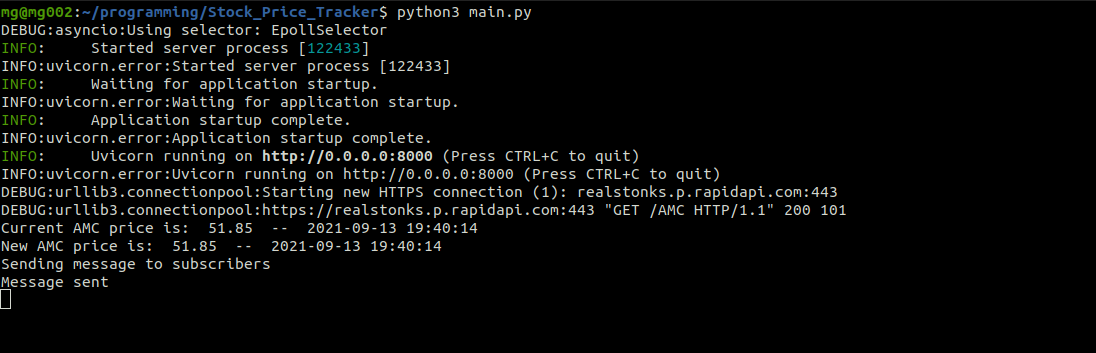 mg@mg002:~/programming/Stock_Price_Tracker$ python3 main.py
DEBUG:asyncio:Using selector: EpollSelector
INFO:     Started server process [122433]
INFO:uvicorn.error:Started server process [122433]
INFO:     Waiting for application startup.
INFO:uvicorn.error:Waiting for application startup.
INFO:     Application startup complete.
INFO:uvicorn.error:Application startup complete.
INFO:     Uvicorn running on http://0.0.0.0:8000 (Press CTRL+C to quit)
INFO:uvicorn.error:Uvicorn running on http://0.0.0.0:8000 (Press CTRL+C to quit)
DEBUG:urllib3.connectionpool:Starting new HTTPS connection (1): realstonks.p.rapidapi.com:443
DEBUG:urllib3.connectionpool:https://realstonks.p.rapidapi.com:443 "GET /AMC HTTP/1.1" 200 101
Current AMC price is:  51.85  --  2021-09-13 19:40:14
New AMC price is:  51.85  --  2021-09-13 19:40:14
Sending message to subscribers
Message sent